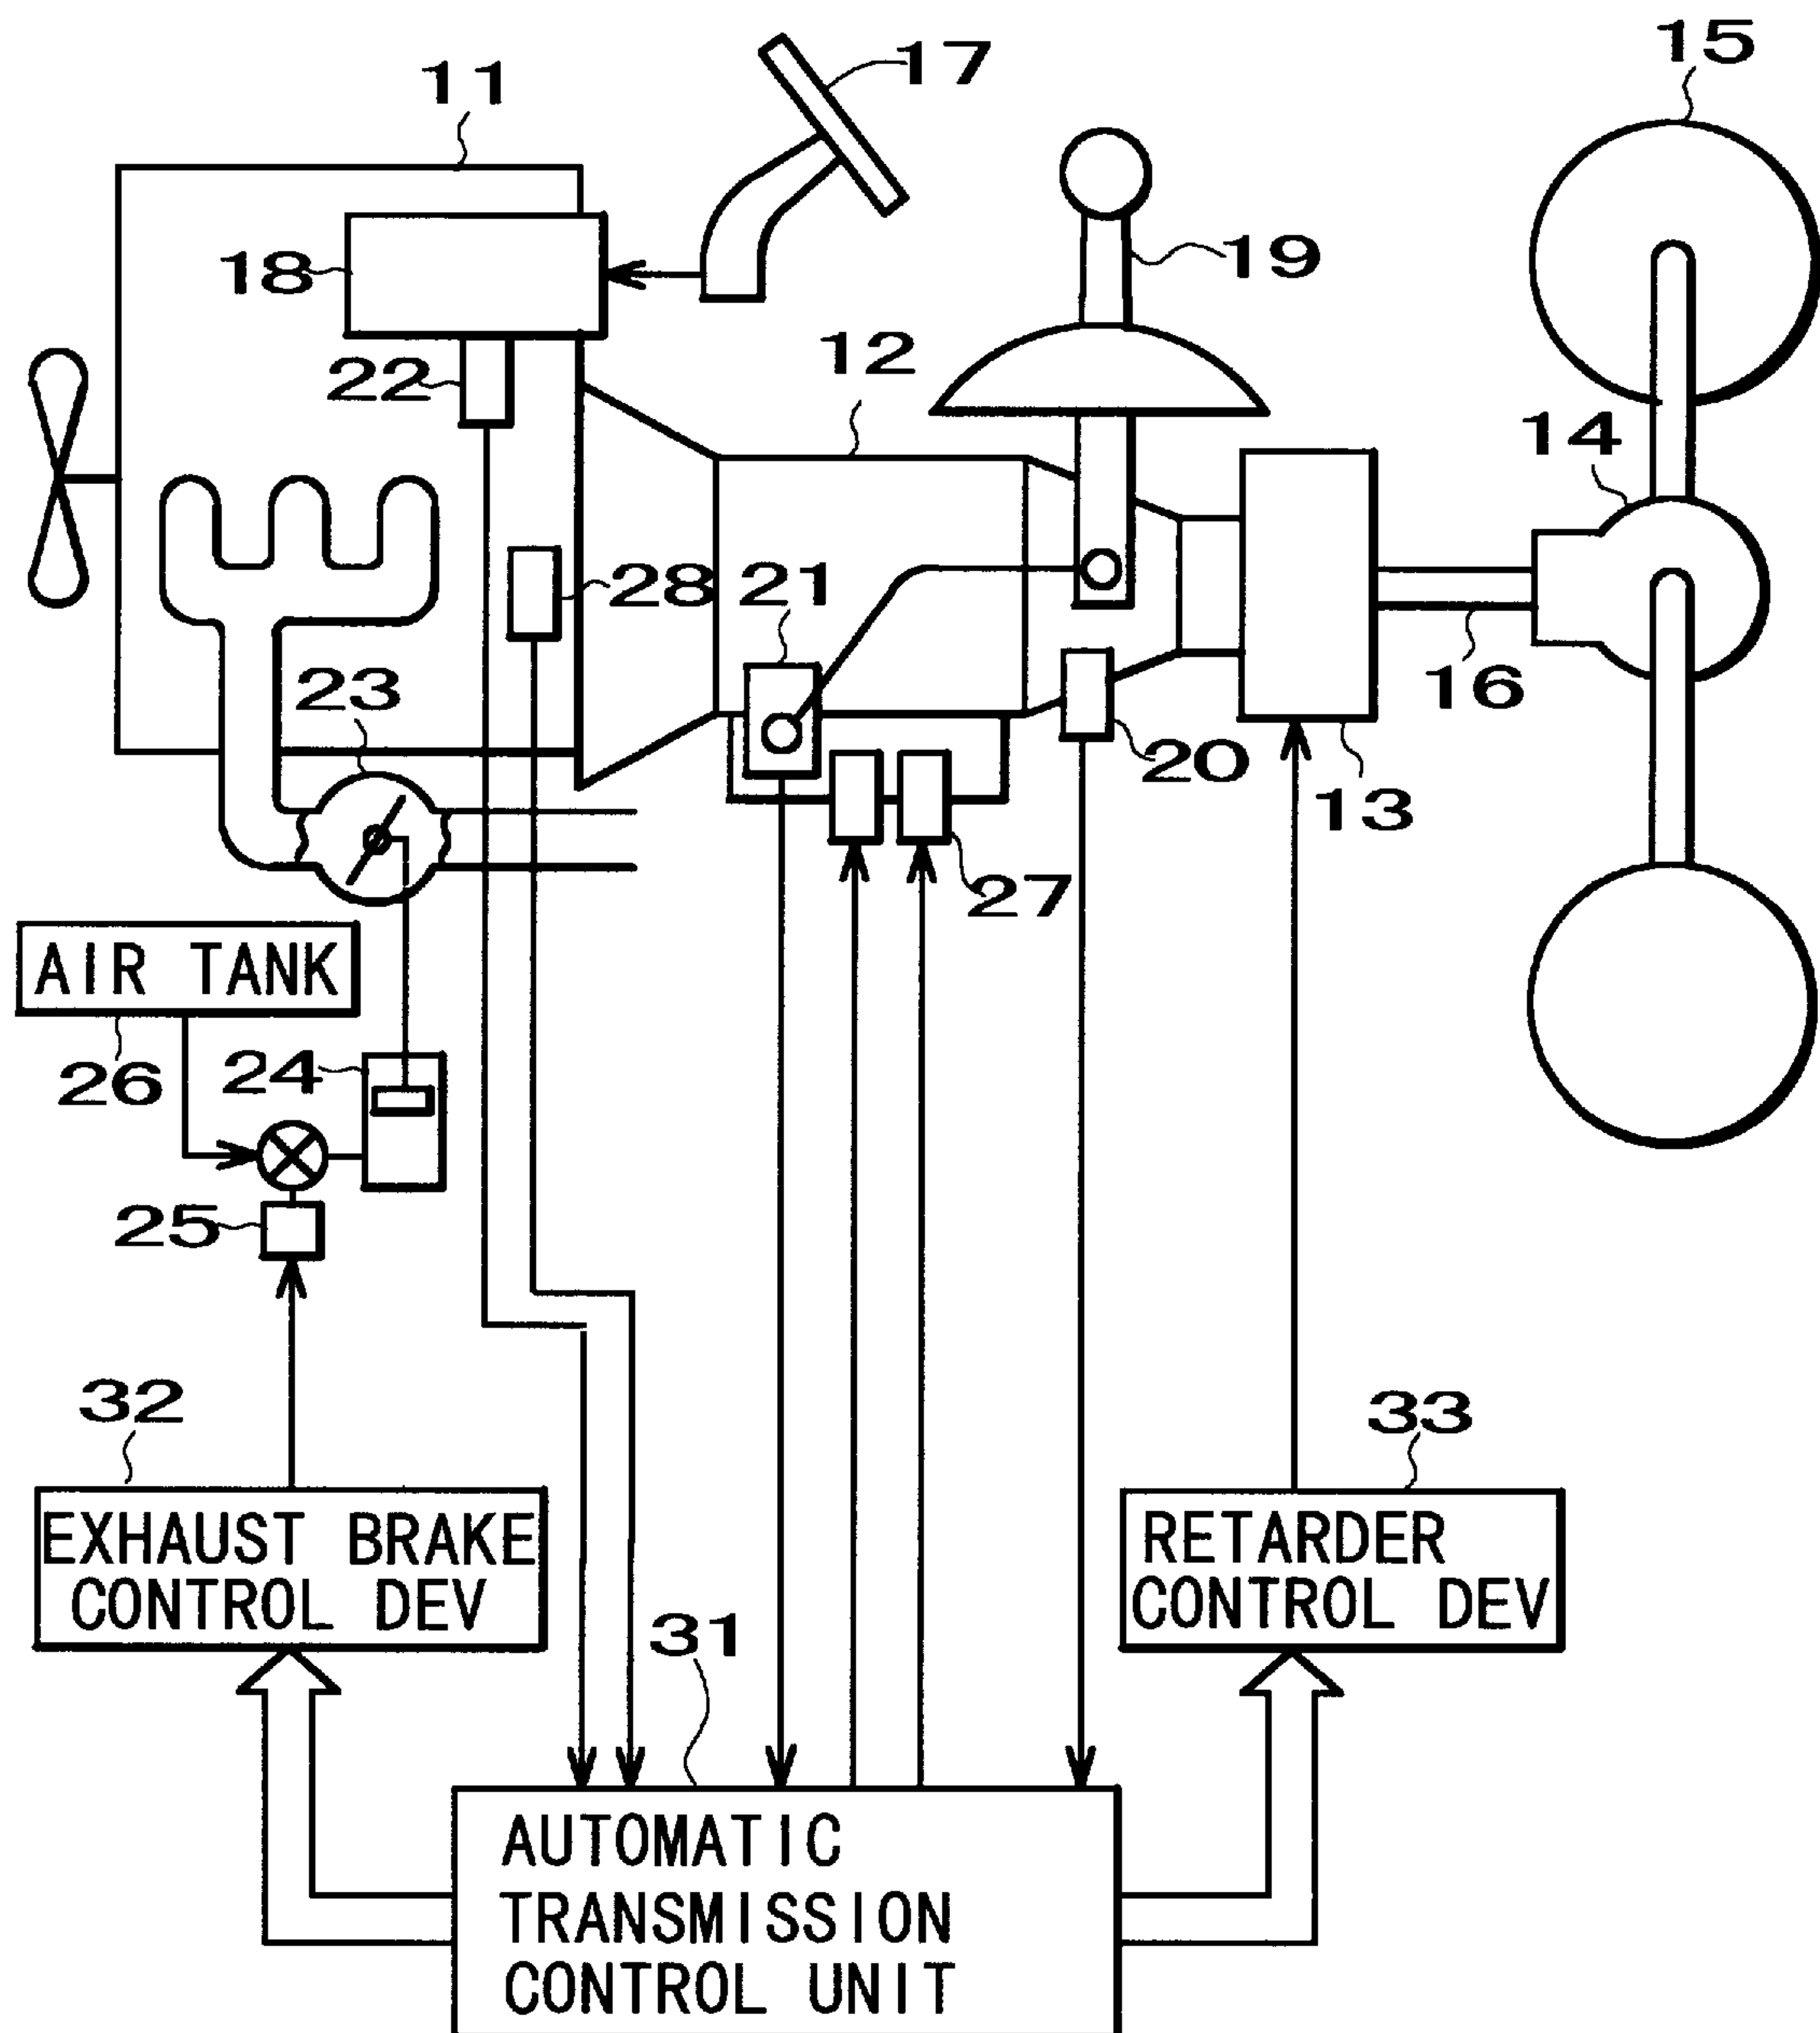 15
17
11
19
18
12
22
14
28
21
23
16
20
13
27
AIR TANK
24
26
25
32
33
EXHAUST BRAKE
CONTROL DEV
RETARDER
CONTROL DEV
31
AUTOMATIC
TRANSMISSION
CONTROL UNIT